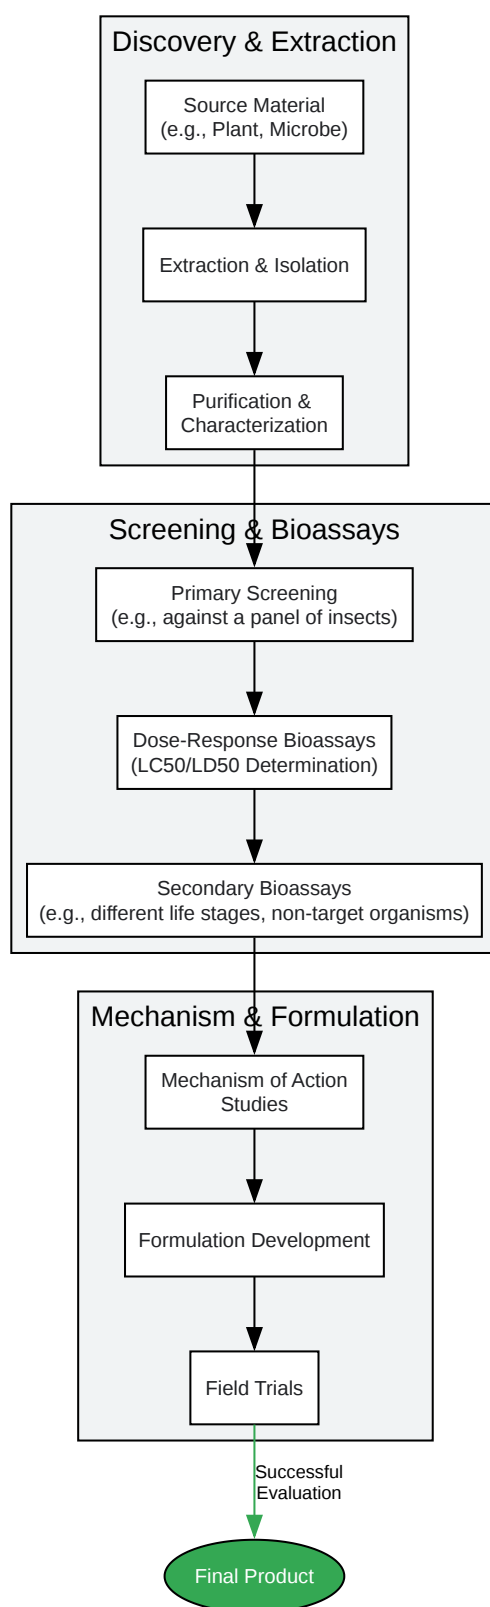 Discovery & Extraction
Source Material
(e.g., Plant, Microbe)
Extraction & Isolation
Purification &
Characterization
Screening & Bioassays
Primary Screening
(e.g., against a panel of insects)
Dose-Response Bioassays
(LC50/LD50 Determination)
Secondary Bioassays
(e.g., different life stages, non-target organisms)
Mechanism & Formulation
Mechanism of Action
Studies
Formulation Development
Field Trials
Successful
Evaluation
Final Product